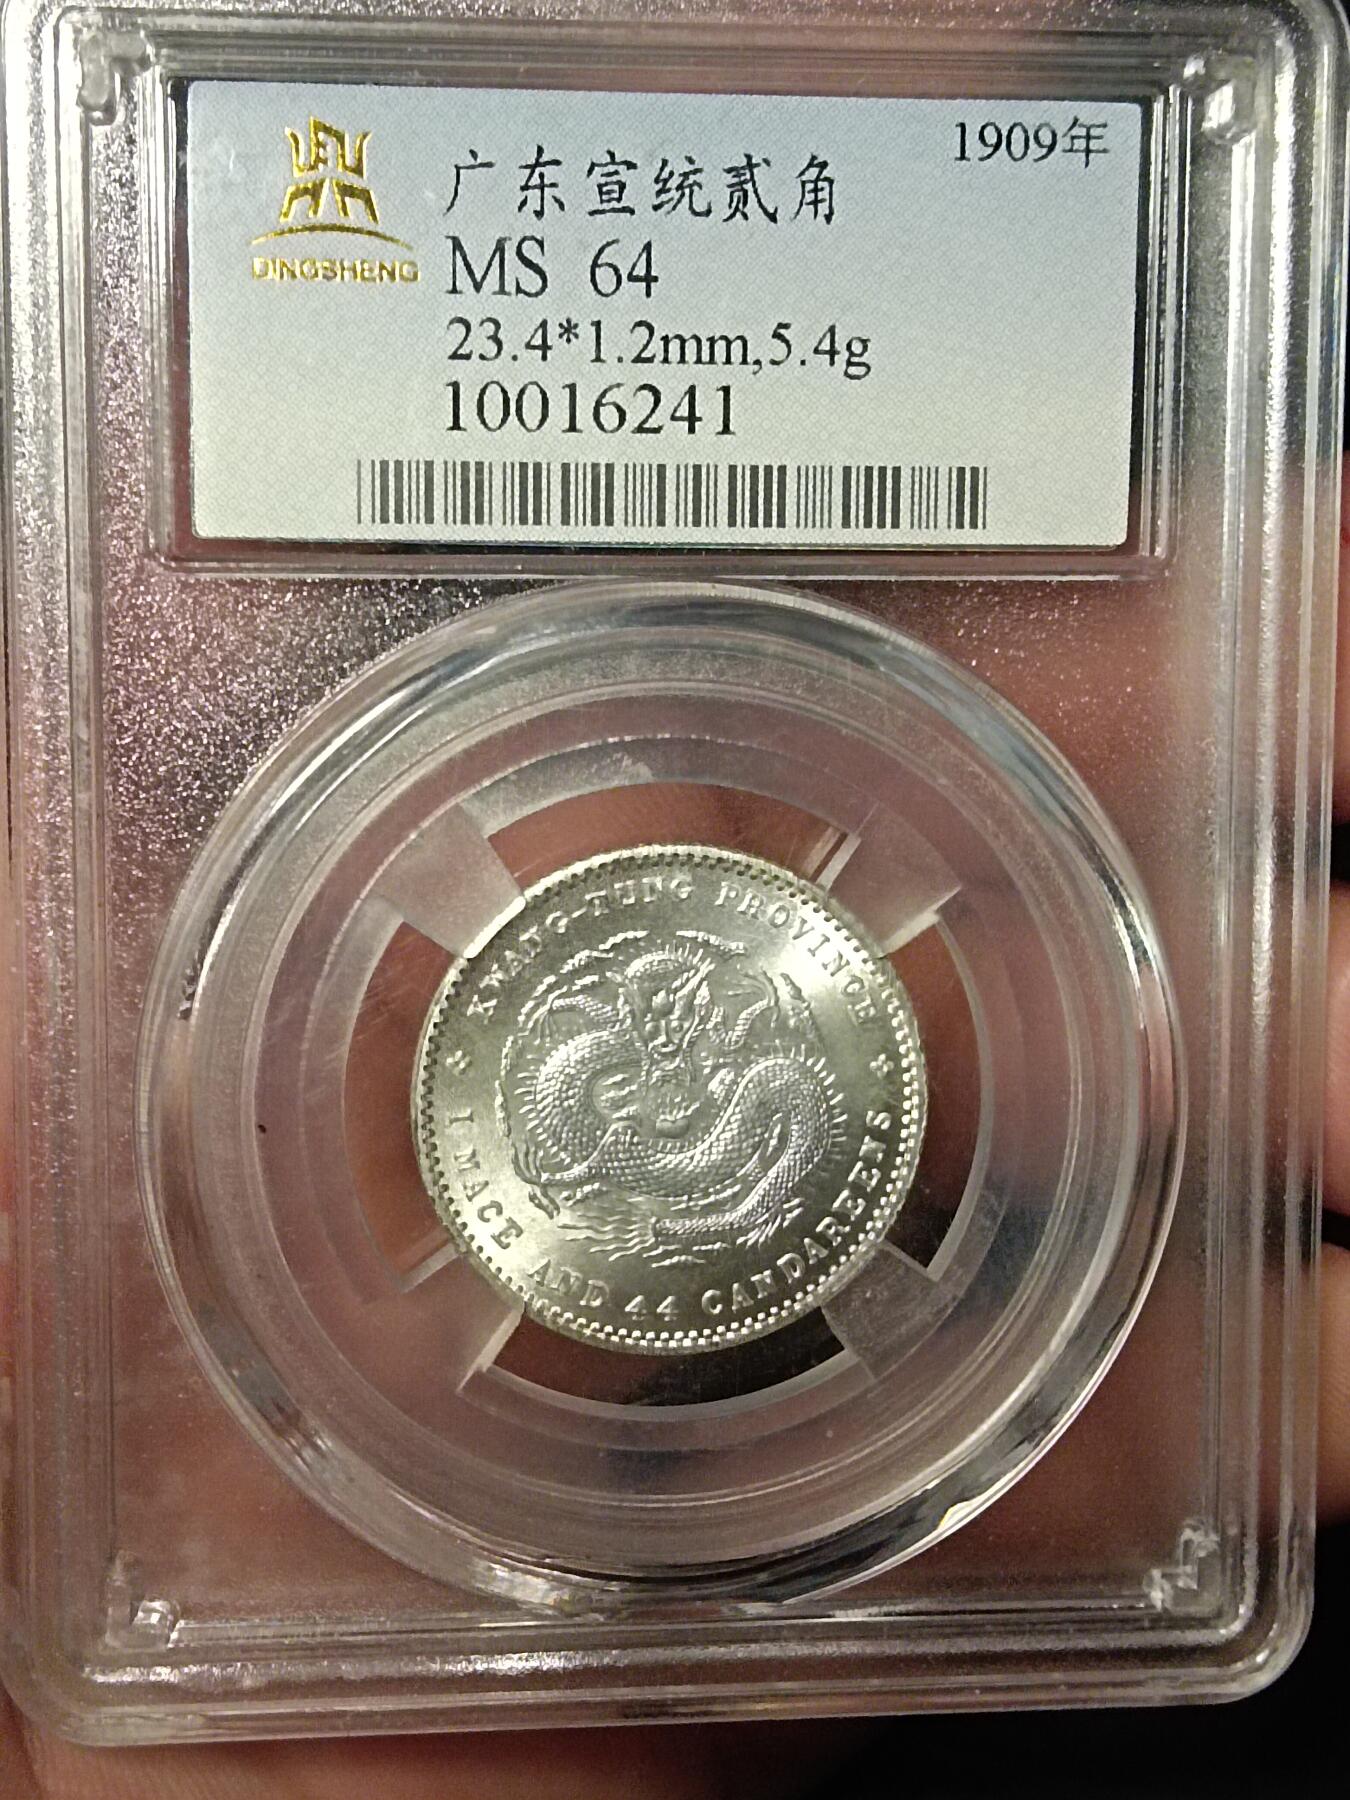 1909年
广东宣统贰角
DINGSHENG
MS 64
23.4*1.2mm,5.4g
10016241
KWANG-TUNG PROVINCE
I MACE AND 44 CANDAREENS